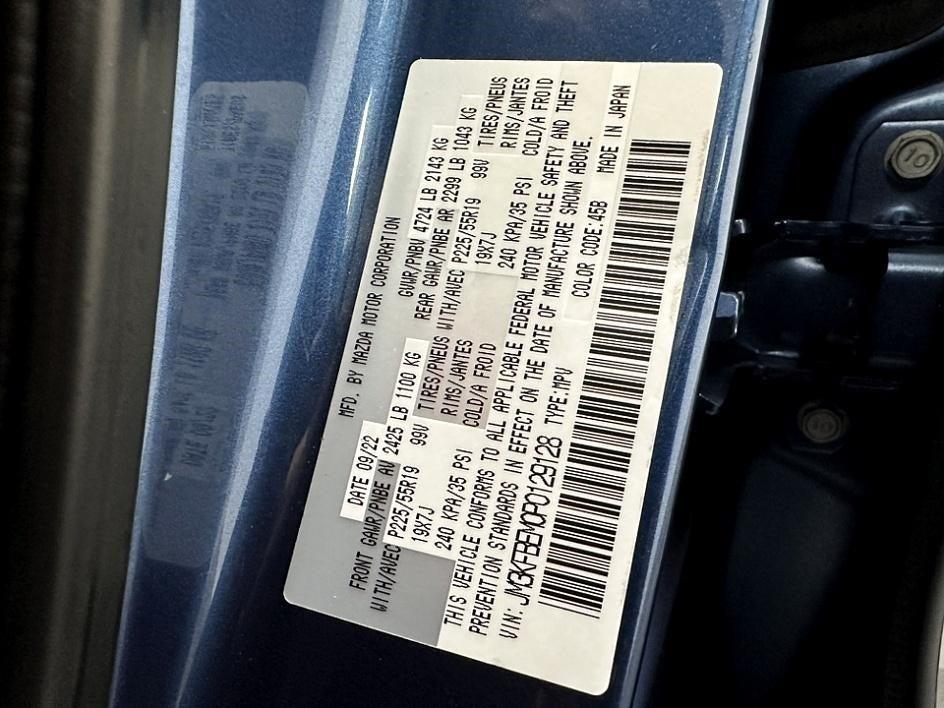 MFD. BY MAZDA MOTOR CORPORATION
DATE 09/22 GVWR/PNBV 4724 LB 2143 KG
FRONT GAWR/PNBE AV 2425 LB 1100 KG REAR GAWR/PNBE AR 2299 LB 1043 KG
WITH/AVEC P225/55R19 99V TIRES/PNEUS WITH/AVEC P225/55R19 99V TIRES/PNEUS
19X7J RIMS/JANTES 19X7J RIMS/JANTES
240 KPA/35 PSI COLD/A FROID 240 KPA/35 PSI COLD/A FROID
THIS VEHICLE CONFORMS TO ALL APPLICABLE FEDERAL MOTOR VEHICLE SAFETY AND THEFT
PREVENTION STANDARDS IN EFFECT ON THE DATE OF MANUFACTURE SHOWN ABOVE.
VIN: JM3KFBEM0P0129128 TYPE:MPV COLOR CODE:45B MADE IN JAPAN
10
10